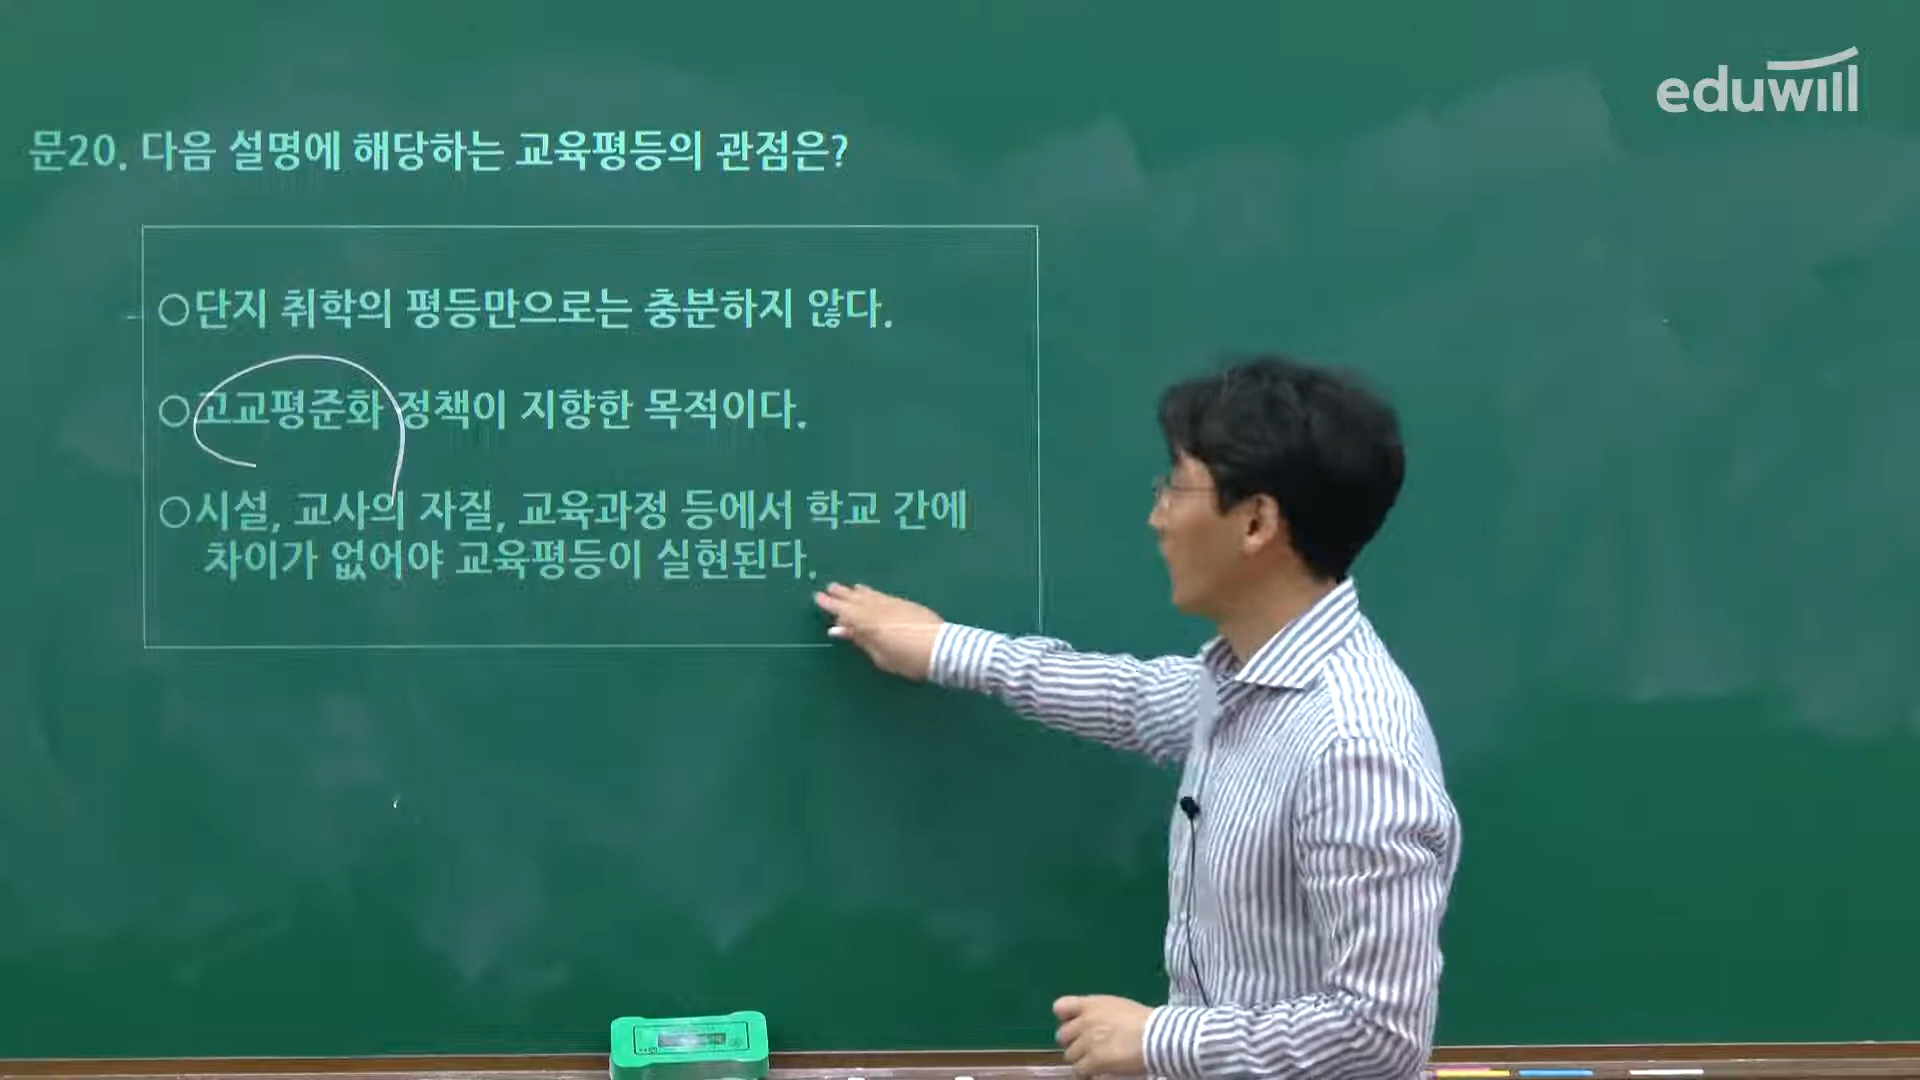 eduwill
문20. 다음 설명에 해당하는 교육평등의 관점은?
○단지 취학의 평등만으로는 충분하지 않다.
○고교평준화 정책이 지향한 목적이다.
○시설, 교사의 자질, 교육과정 등에서 학교 간에
차이가 없어야 교육평등이 실현된다.